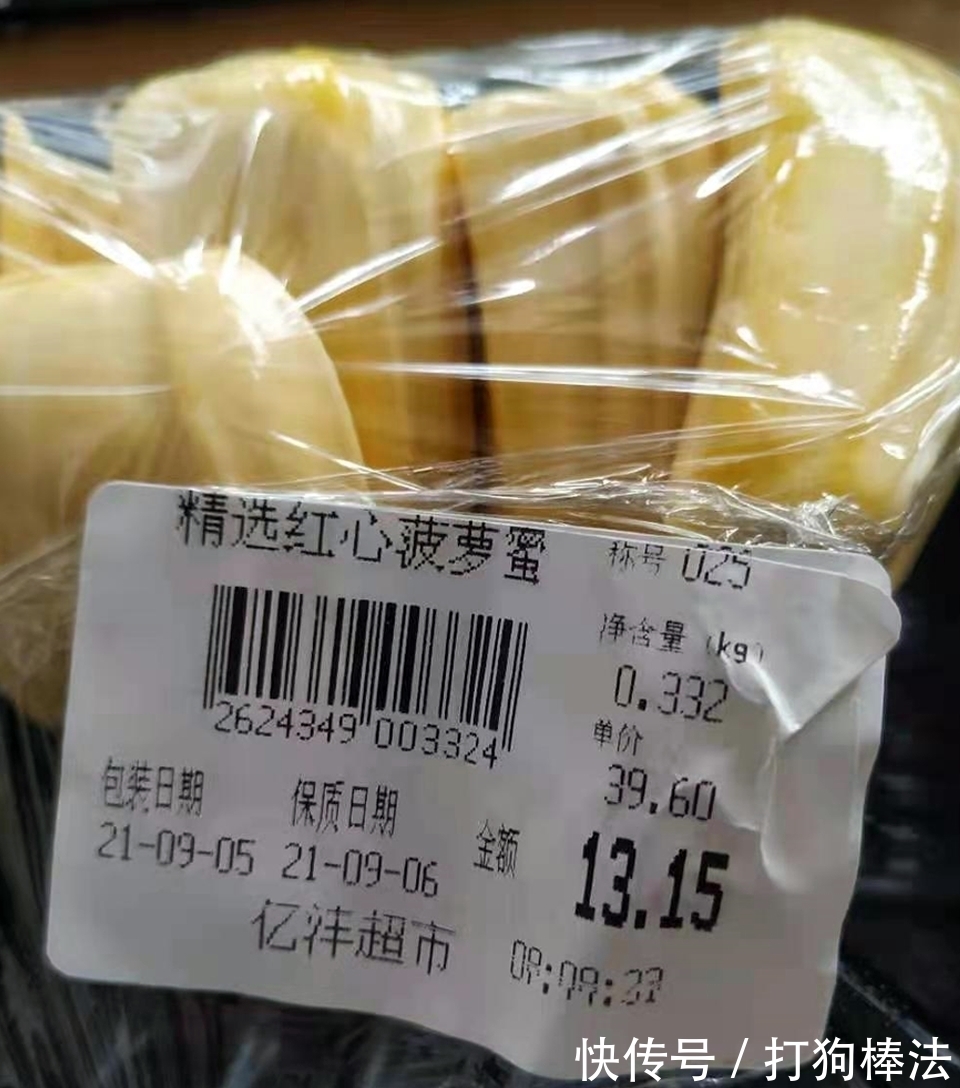 精选红心菠萝蜜
称号 025
净含量 (kg)
0.332
单价
39.60
2624349 003324
包装日期 保质日期
21-09-05 21-09-06
金额
13.15
亿沣超市
快传号 / 打狗棒法